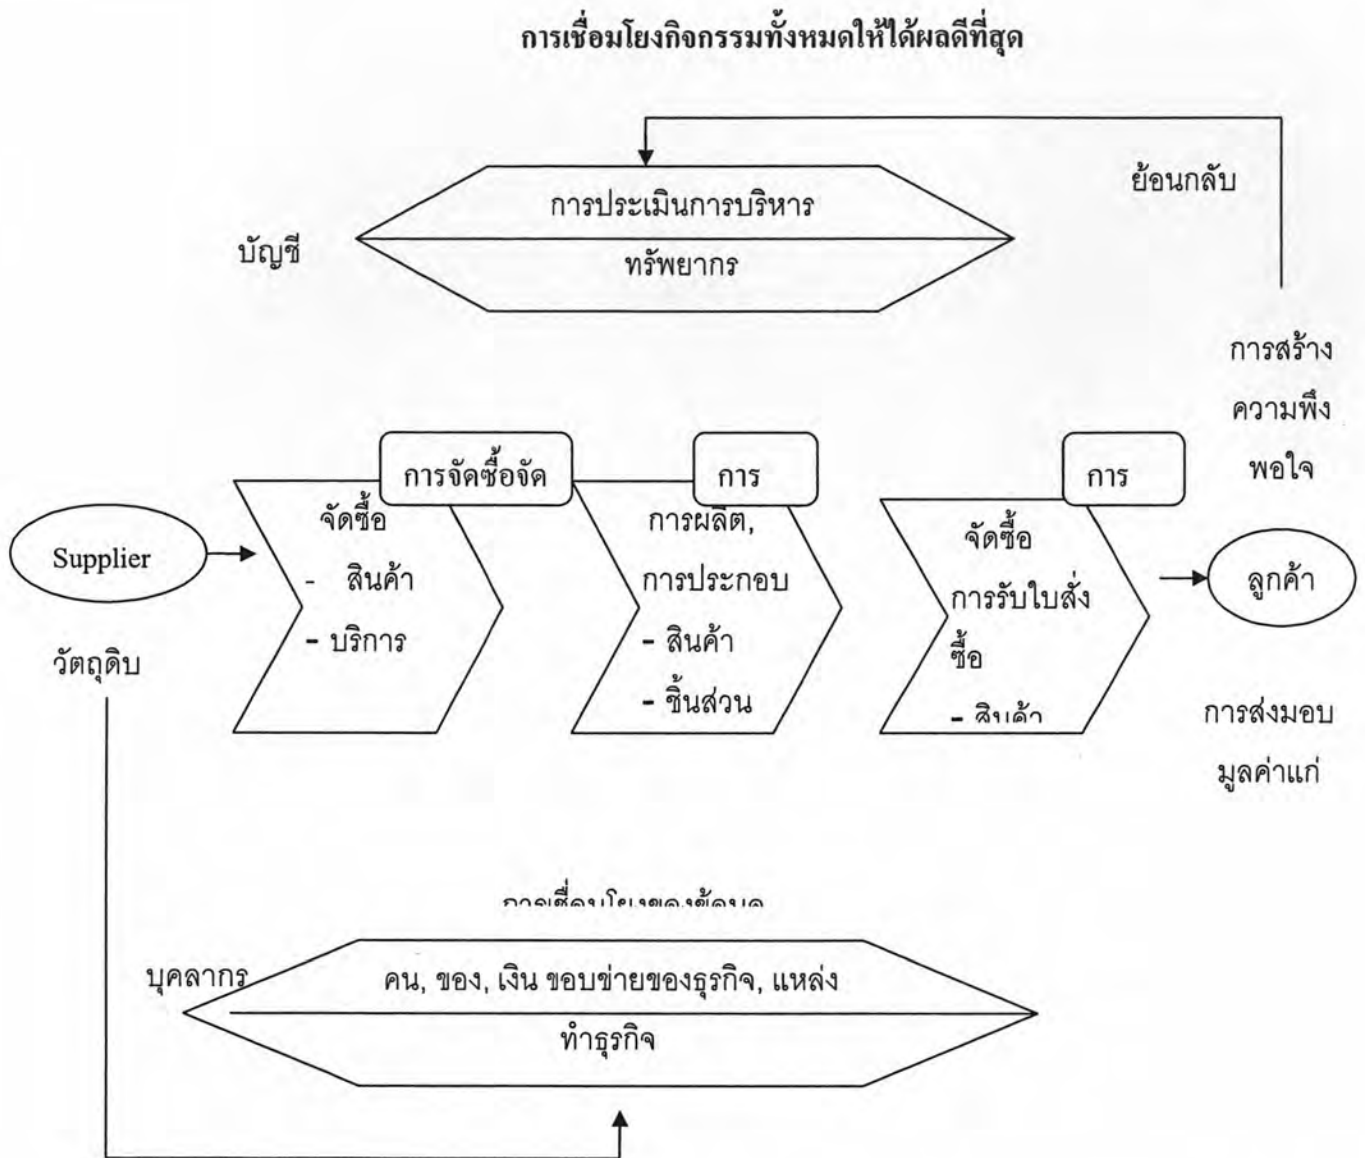 การเชื่อมโยงกิจกรรมทั้งหมดให้ได้ผลดีที่สุด
ย้อนกลับ
การประเมินการบริหาร
บัญชี
ทรัพยากร
การสร้าง
ความพึง
พอใจ
การจัดซื้อจัด
การ
การ
Supplier
วัตถุดิบ
จัดซื้อ
- สินค้า
- บริการ
การผลิต,
การประกอบ
- สินค้า
- ชิ้นส่วน
จัดซื้อ
การรับใบสั่ง
ซื้อ
- สินค้า
ลูกค้า
การส่งมอบ
มูลค่าแก่
บุคลากร
คน, ของ, เงิน ขอบข่ายของธุรกิจ, แหล่ง
ทำธุรกิจ